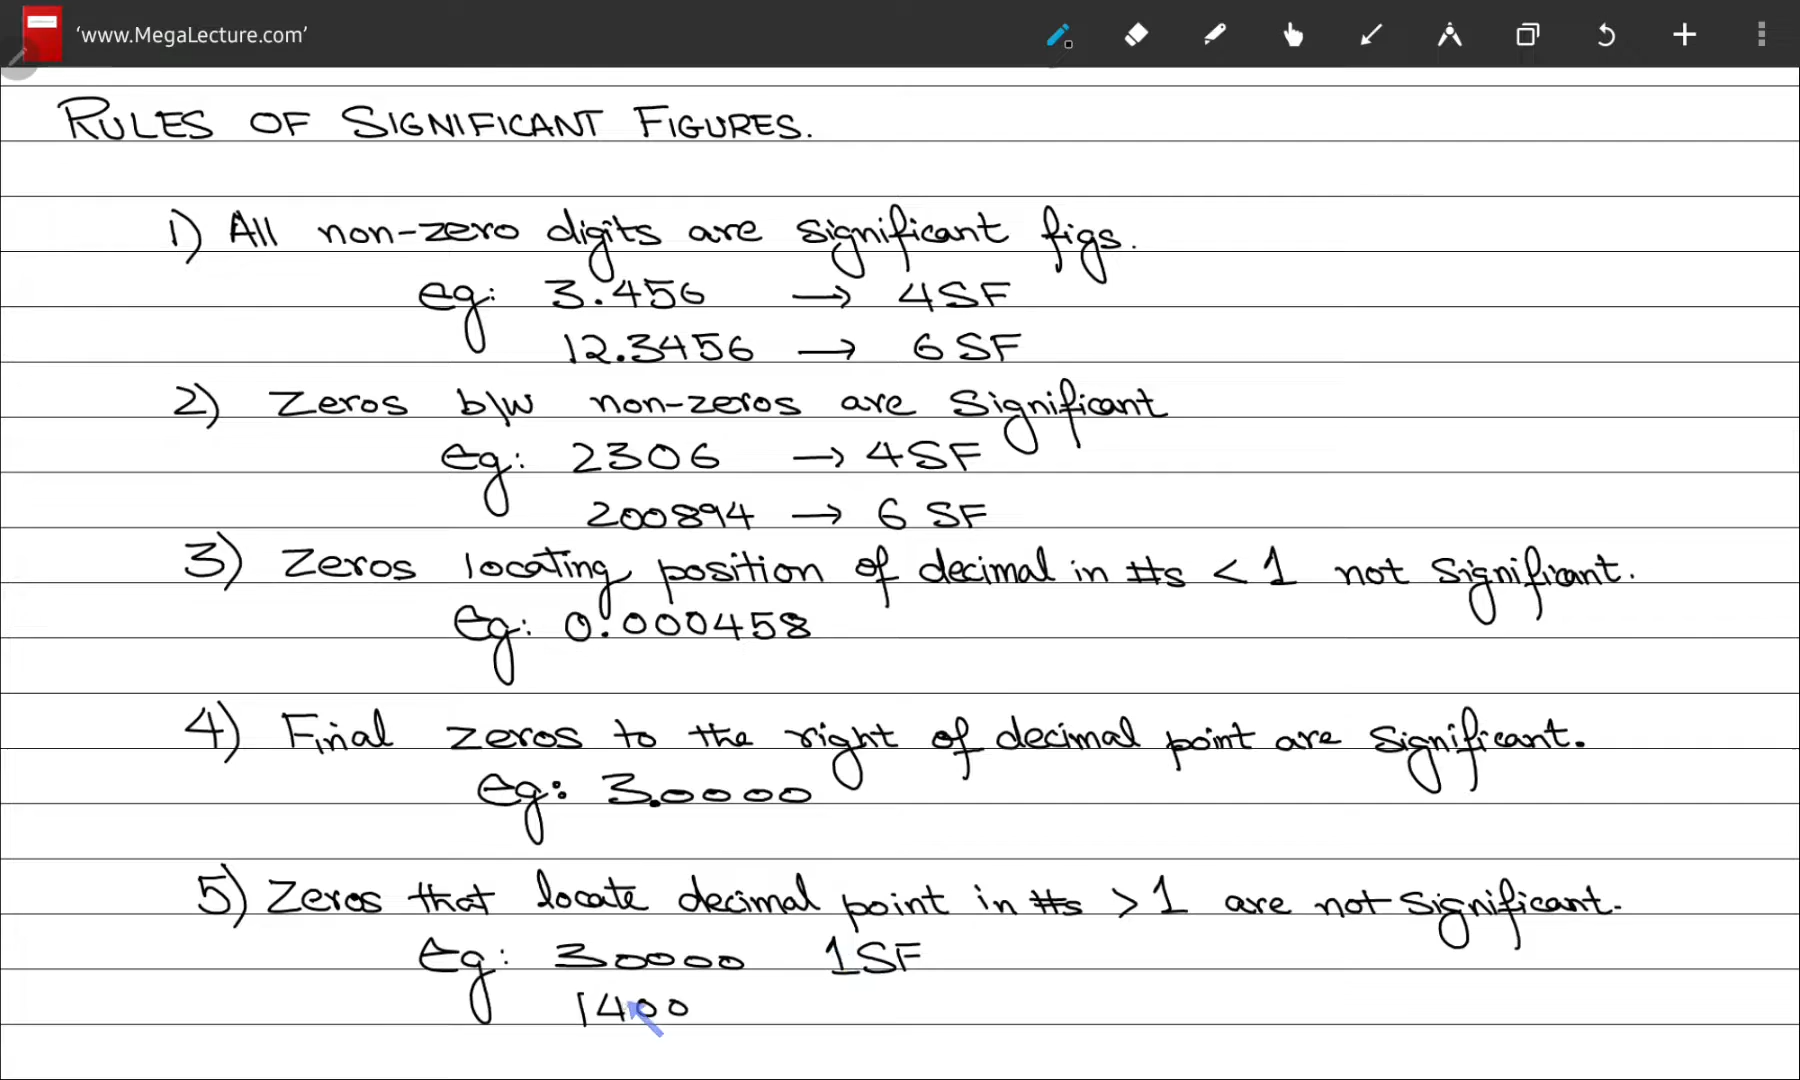 'www.MegaLecture.com'
RULES OF SIGNIFICANT FIGURES.
1) All non-zero digits are significant figs.
eg: 3.456 → 4SF
12.3456 → 6 SF
2) Zeros b/w non-zeros are Significant
eg: 2306 → 4SF
200894 → 6 SF
3) Zeros locating position of decimal in #s < 1 not significant.
eg: 0.000458
4) Final zeros to the right of decimal point are significant.
eg: 3.0000
5) Zeros that locate decimal point in #s > 1 are not significant.
Eg: 30000 1SF
1400